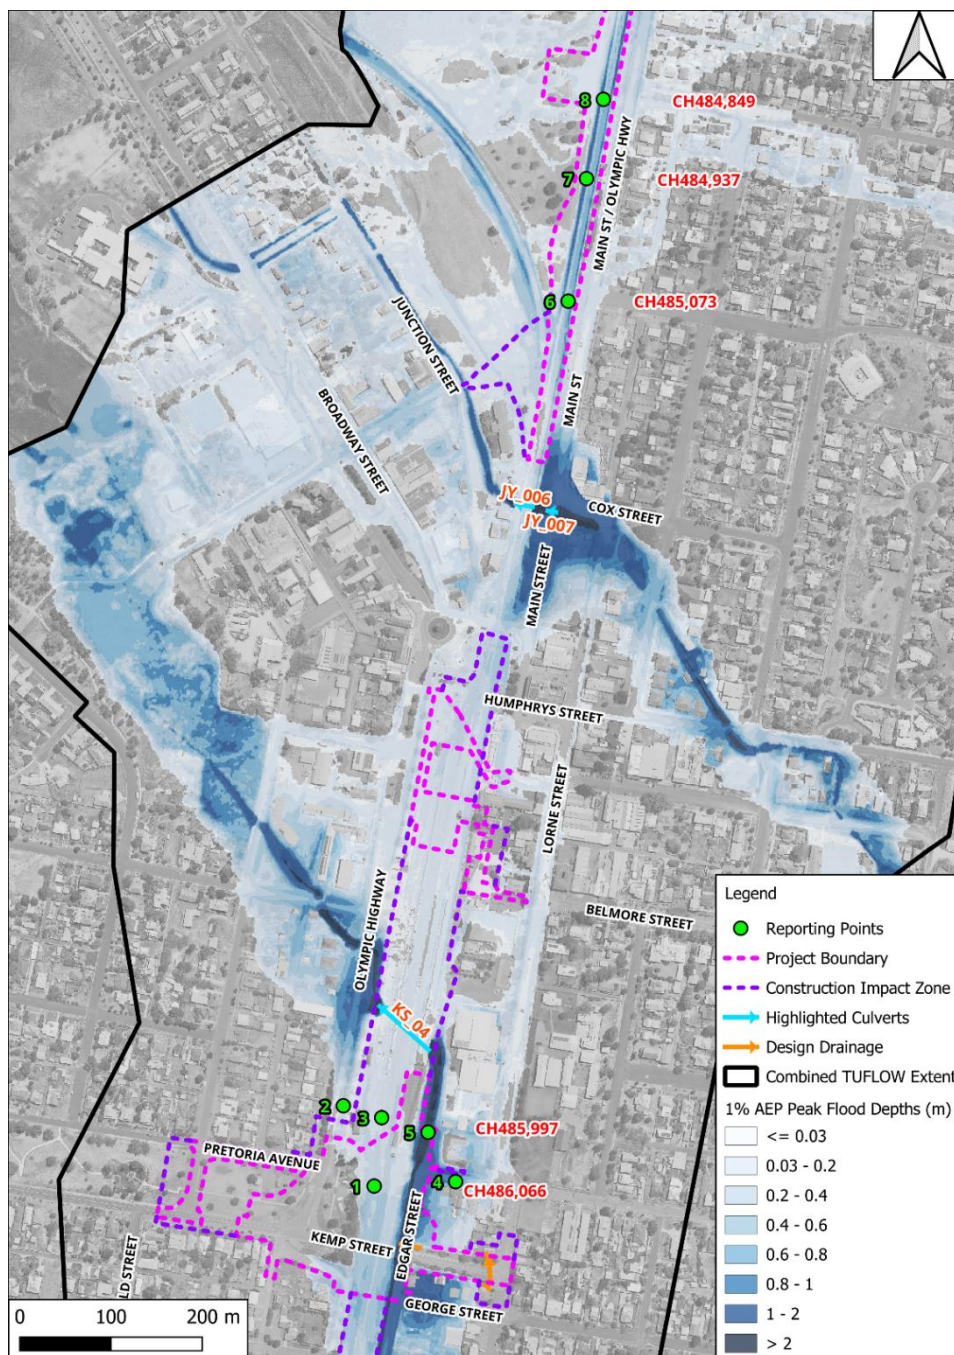 8
CH484,849
7
CH484,937
MAIN ST / OLYMPIC HWY
6
CH485,073
JUNCTION STREET
MAIN ST
BROADWAY STREET
JY_006
COX STREET
JY_007
MAIN STREET
HUMPHRYS STREET
LORNE STREET
BELMORE STREET
OLYMPIC HIGHWAY
KS_04
2
3
5
CH485,997
PRETORIA AVENUE
1
4
CH486,066
KEMP STREET
EDGAR STREET
LD STREET
GEORGE STREET
0 100 200 m
Legend
Reporting Points
Project Boundary
Construction Impact Zone
Highlighted Culverts
Design Drainage
Combined TUFLOW Extent
1% AEP Peak Flood Depths (m)
<= 0.03
0.03 - 0.2
0.2 - 0.4
0.4 - 0.6
0.6 - 0.8
0.8 - 1
1 - 2
> 2